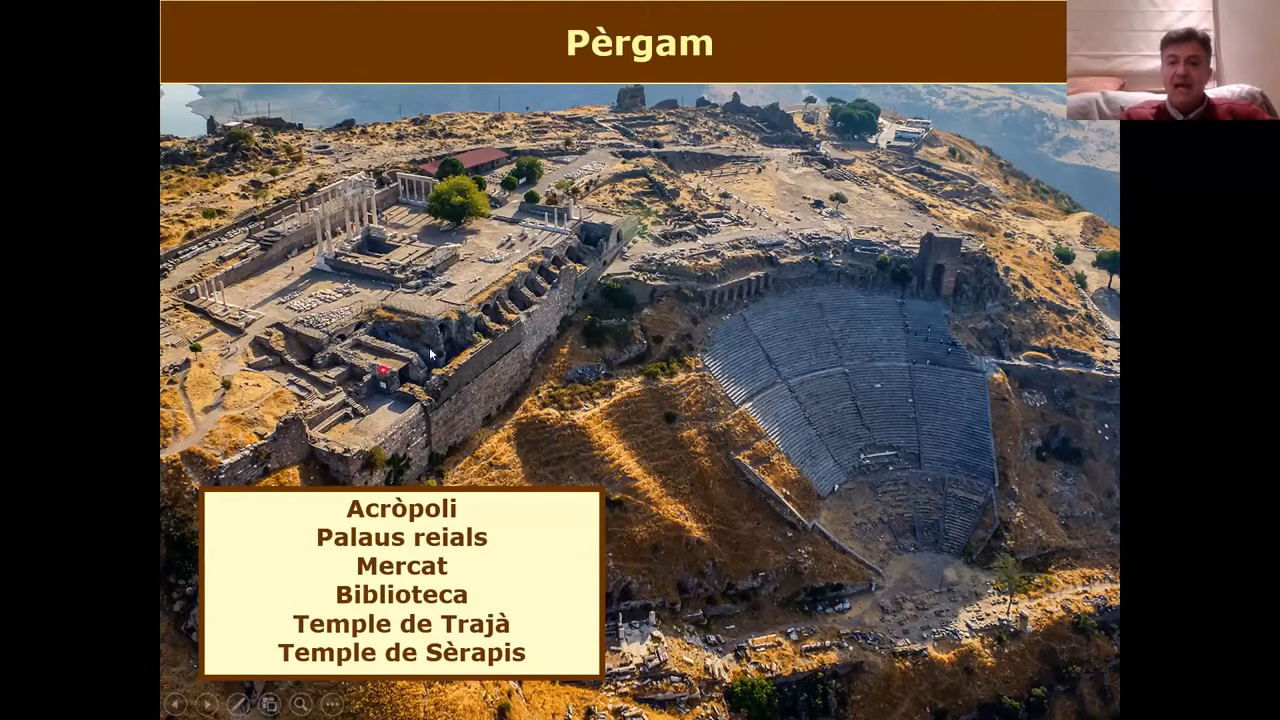 Pèrgam
Acròpoli
Palaus reials
Mercat
Biblioteca
Temple de Trajà
Temple de Sèrapis